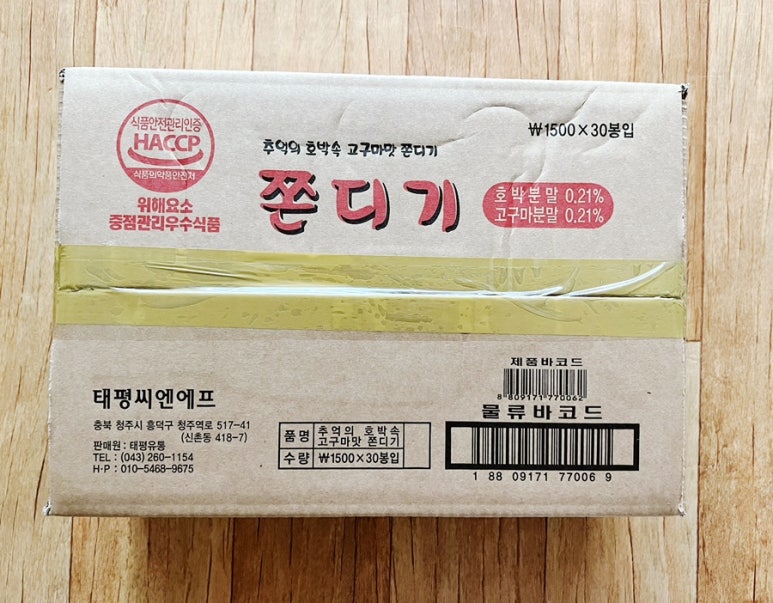 식품안전관리인증
HACCP
식품의약품안전처
위해요소
중점관리우수식품
₩1500×30봉입
추억의 호박속 고구마맛 쫀디기
쫀디기
호박분말 0.21%
고구마분말 0.21%
태평씨엔에프
충북 청주시 흥덕구 청주역로 517-41
(신촌동 418-7)
판매원 : 태평유통
TEL : (043) 260-1154
H·P : 010-5468-9675
품명 추억의 호박속
고구마맛 쫀디기
수량 ₩1500×30봉입
제품바코드
8 809171 770062
물류바코드
1 88 09171 77006 9